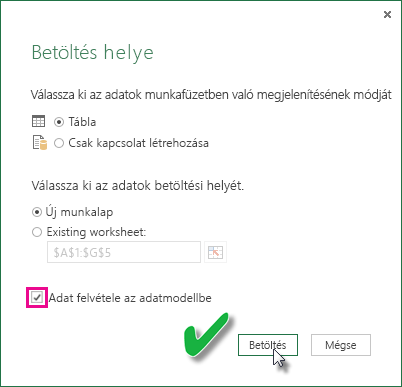 Betöltés helye
Válassza ki az adatok munkafüzetben való megjelenítésének módját
Tábla
Csak kapcsolat létrehozása
Válassza ki az adatok betöltési helyét.
Új munkalap
Existing worksheet:
$A$1:$G$5
Adat felvétele az adatmodellbe
Betöltés
Mégse